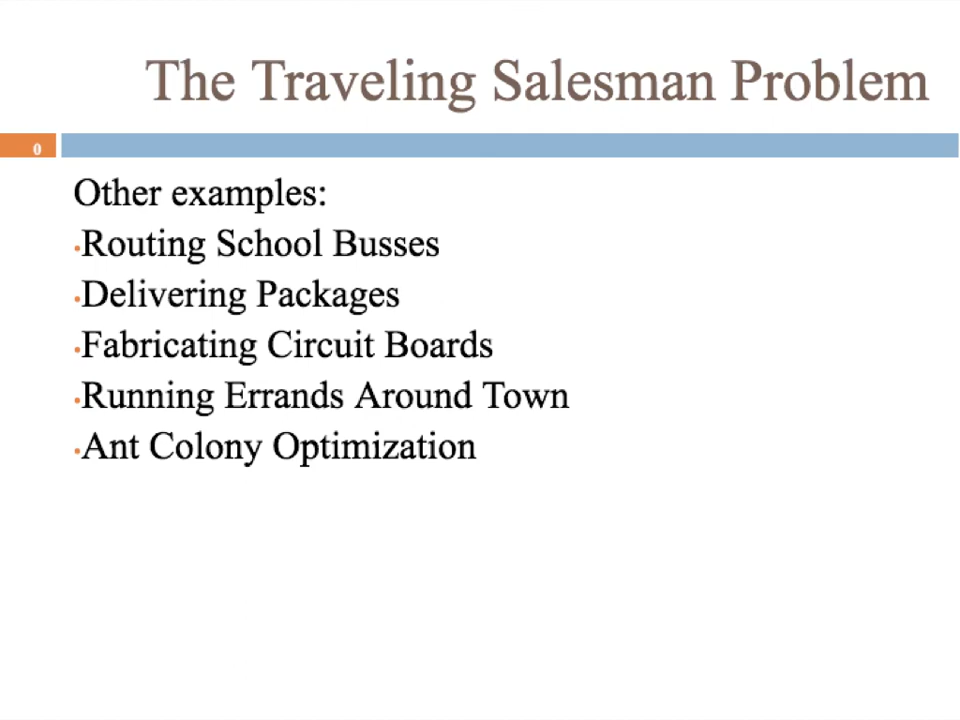 The Traveling Salesman Problem
0
Other examples:
•Routing School Busses
•Delivering Packages
•Fabricating Circuit Boards
•Running Errands Around Town
•Ant Colony Optimization